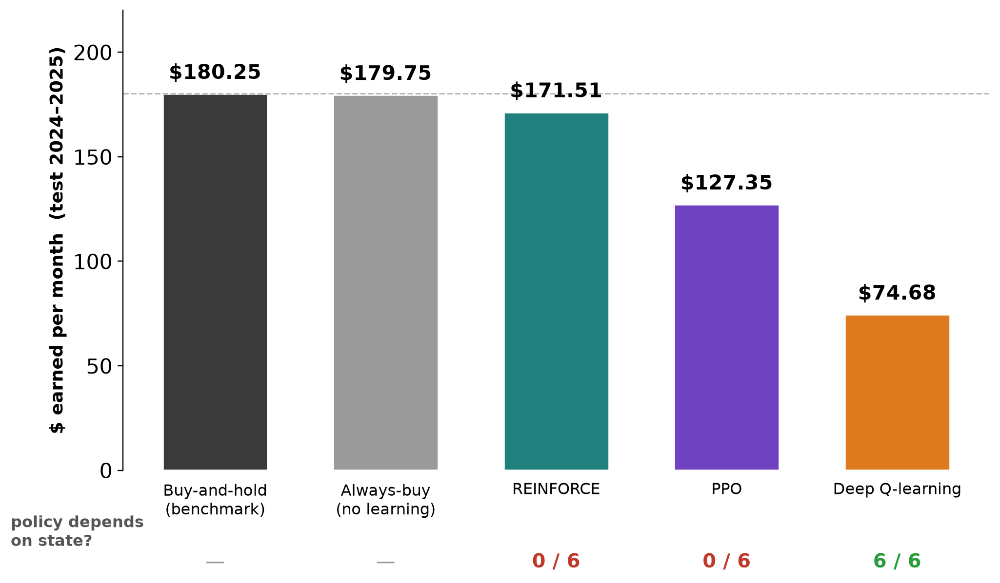 $ earned per month  (test 2024–2025)
200
150
100
50
0
$180.25
$179.75
$171.51
$127.35
$74.68
Buy-and-hold
(benchmark)
Always-buy
(no learning)
REINFORCE
PPO
Deep Q-learning
policy depends
on state?
—
—
0 / 6
0 / 6
6 / 6